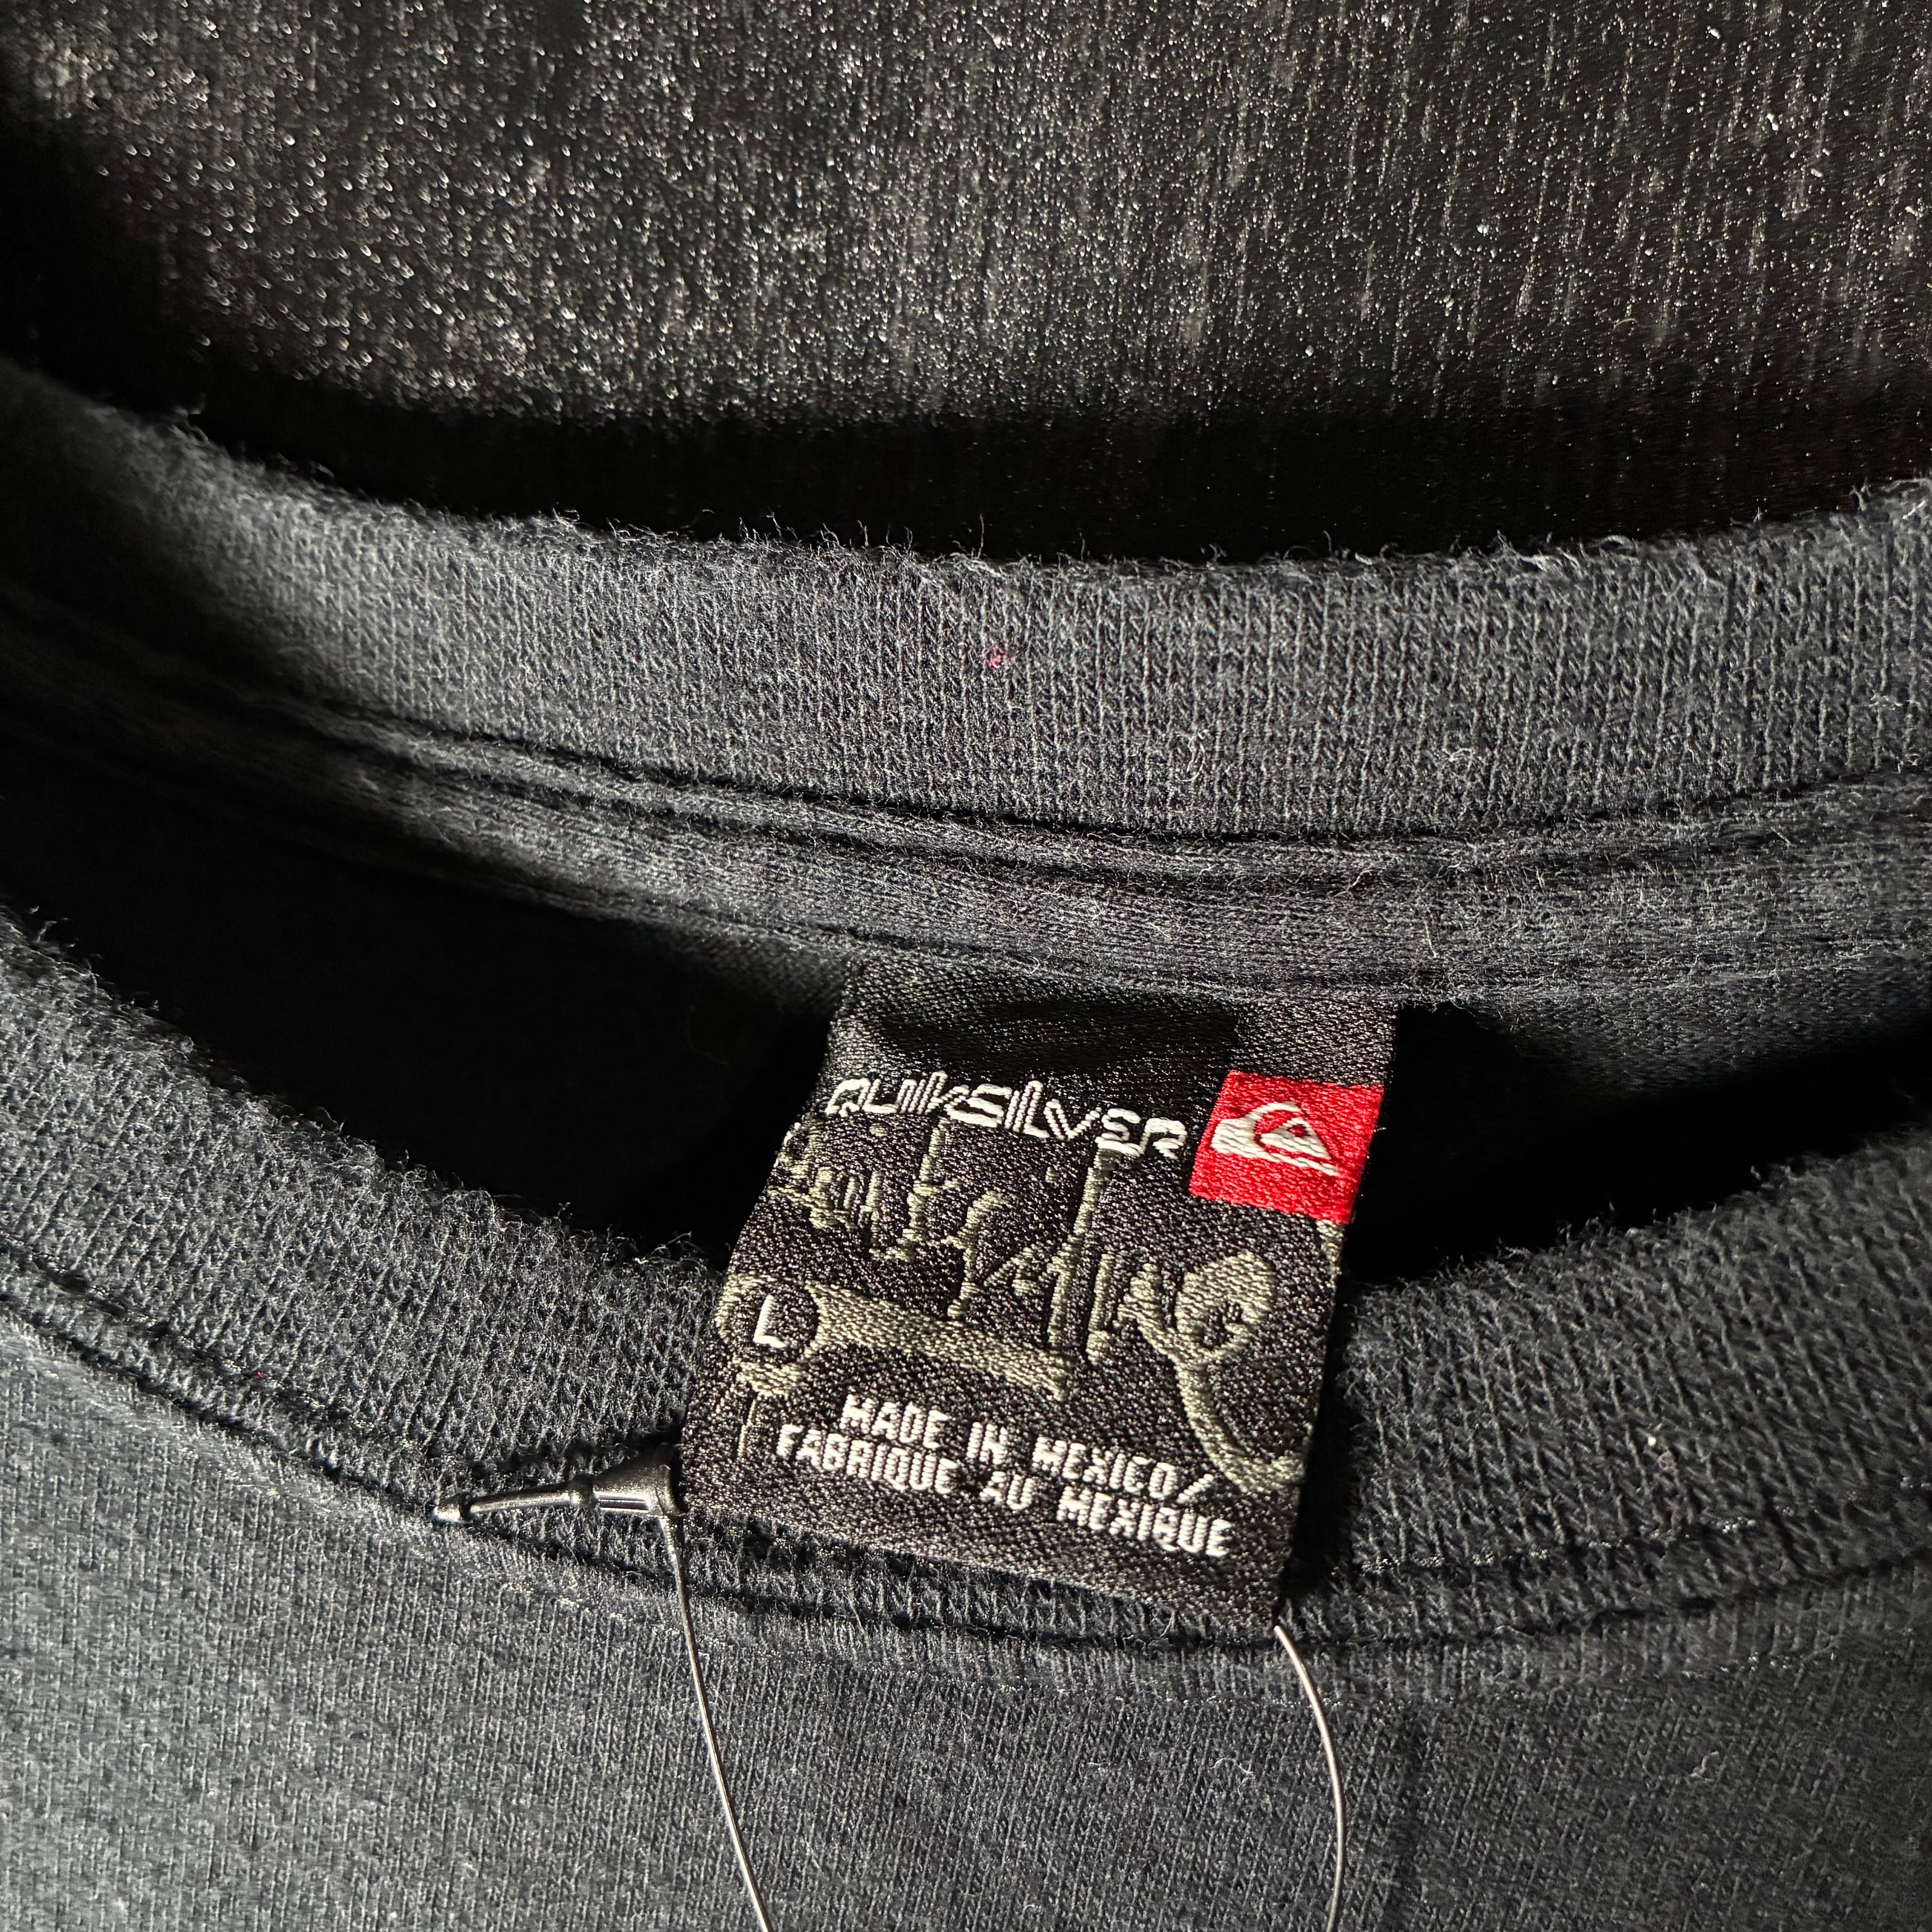 QUIKSILVER
L
MADE IN MEXICO/
FABRIQUE AU MEXIQUE